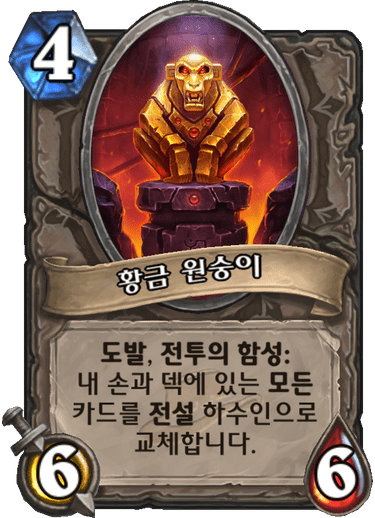 4
황금 원숭이
도발, 전투의 함성:
내 손과 덱에 있는 모든
카드를 전설 하수인으로
교체합니다.
6
6